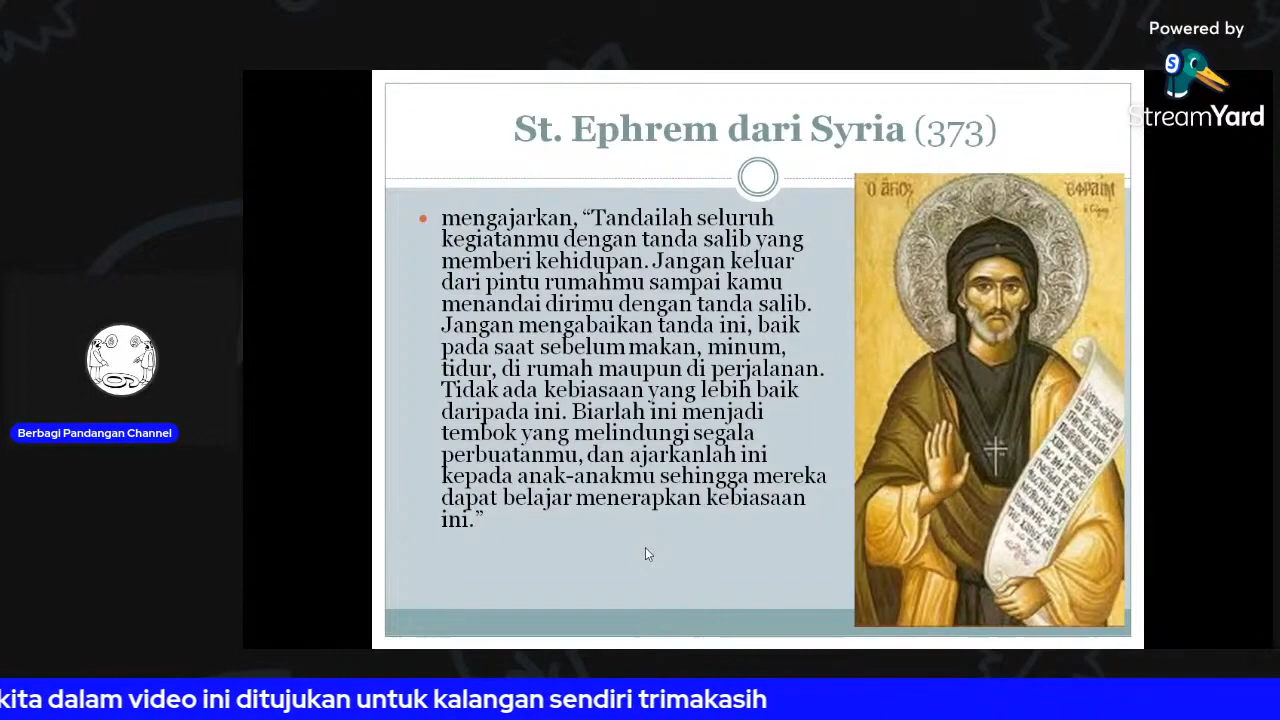 Powered by
StreamYard
St. Ephrem dari Syria (373)
mengajarkan, “Tandailah seluruh
kegiatanmu dengan tanda salib yang
memberi kehidupan. Jangan keluar
dari pintu rumahmu sampai kamu
menandai dirimu dengan tanda salib.
Jangan mengabaikan tanda ini, baik
pada saat sebelum makan, minum,
tidur, di rumah maupun di perjalanan.
Tidak ada kebiasaan yang lebih baik
daripada ini. Biarlah ini menjadi
tembok yang melindungi segala
perbuatanmu, dan ajarkanlah ini
kepada anak-anakmu sehingga mereka
dapat belajar menerapkan kebiasaan
ini.”
Berbagi Pandangan Channel
kita dalam video ini ditujukan untuk kalangan sendiri trimakasih